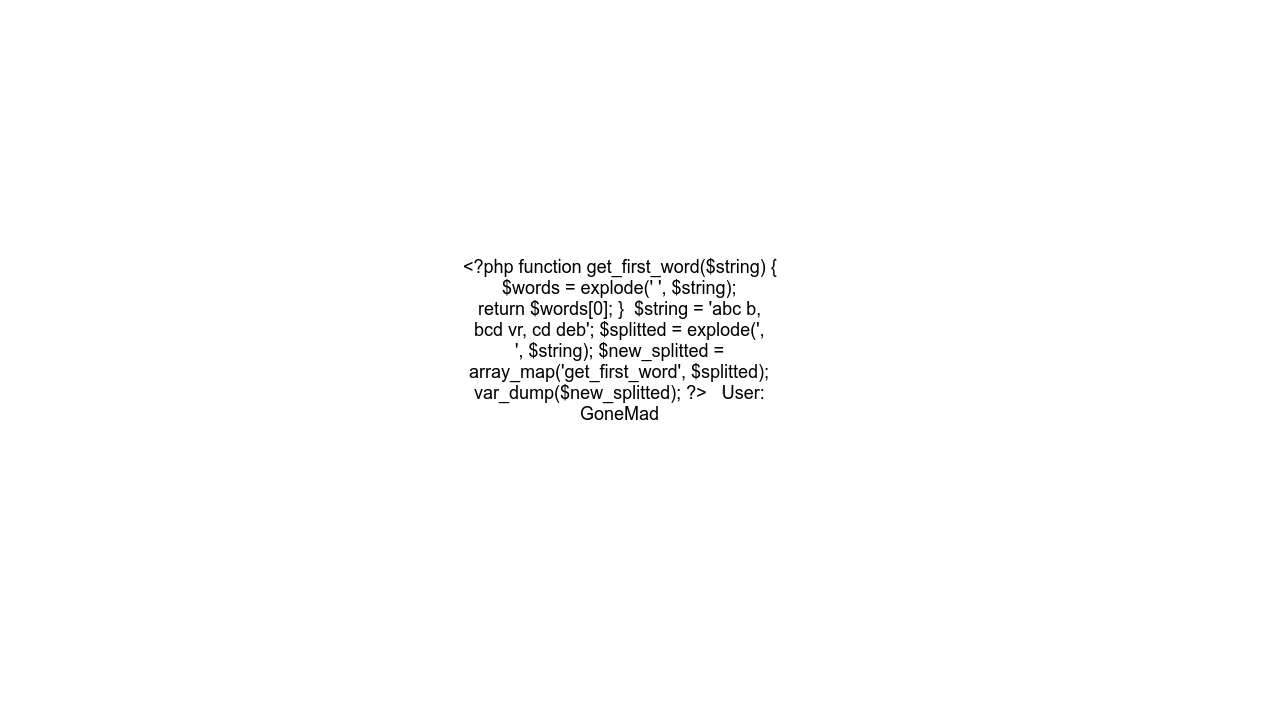 <?php function get_first_word($string) {
$words = explode(' ', $string);
return $words[0]; }  $string = 'abc b,
bcd vr, cd deb'; $splitted = explode(',
', $string); $new_splitted =
array_map('get_first_word', $splitted);
var_dump($new_splitted); ?>   User:
GoneMad